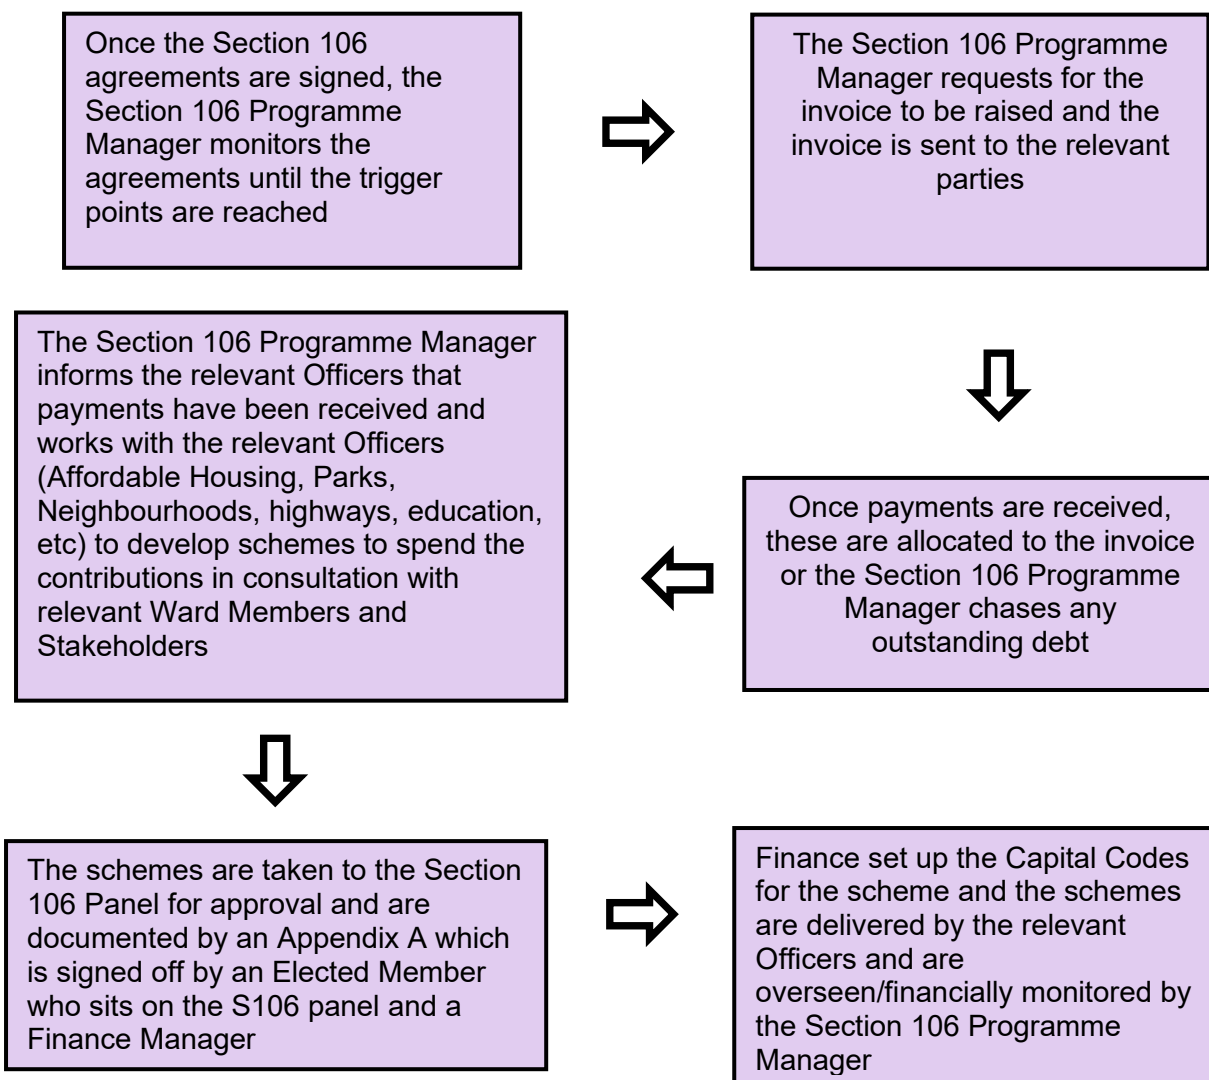 Once the Section 106
agreements are signed, the
Section 106 Programme
Manager monitors the
agreements until the trigger
points are reached
The Section 106 Programme
Manager requests for the
invoice to be raised and the
invoice is sent to the relevant
parties
Once payments are received,
these are allocated to the invoice
or the Section 106 Programme
Manager chases any
outstanding debt
The Section 106 Programme Manager
informs the relevant Officers that
payments have been received and
works with the relevant Officers
(Affordable Housing, Parks,
Neighbourhoods, highways, education,
etc) to develop schemes to spend the
contributions in consultation with
relevant Ward Members and
Stakeholders
The schemes are taken to the Section
106 Panel for approval and are
documented by an Appendix A which
is signed off by an Elected Member
who sits on the S106 panel and a
Finance Manager
Finance set up the Capital Codes
for the scheme and the schemes
are delivered by the relevant
Officers and are
overseen/financially monitored by
the Section 106 Programme
Manager